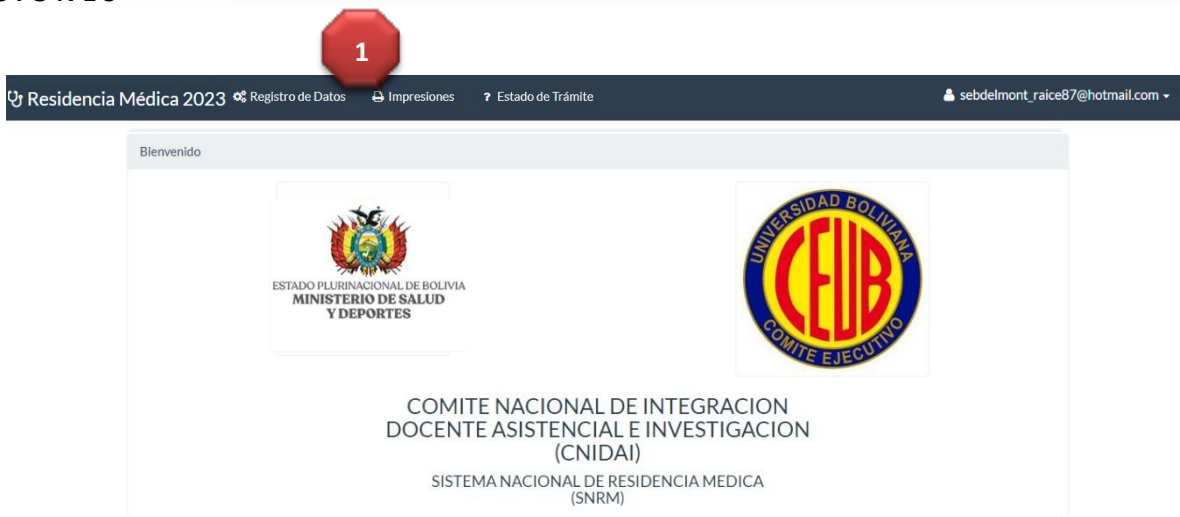 1
Residencia Médica 2023 Registro de Datos Impresiones ? Estado de Trámite sebdelmont_raice87@hotmail.com
Bienvenido
ESTADO PLURINACIONAL DE BOLIVIA
MINISTERIO DE SALUD
Y DEPORTES
UNIVERSIDAD BOLIVIANA
CEUB
COMITE EJECUTIVO
COMITE NACIONAL DE INTEGRACION
DOCENTE ASISTENCIAL E INVESTIGACION
(CNIDAI)
SISTEMA NACIONAL DE RESIDENCIA MEDICA
(SNRM)